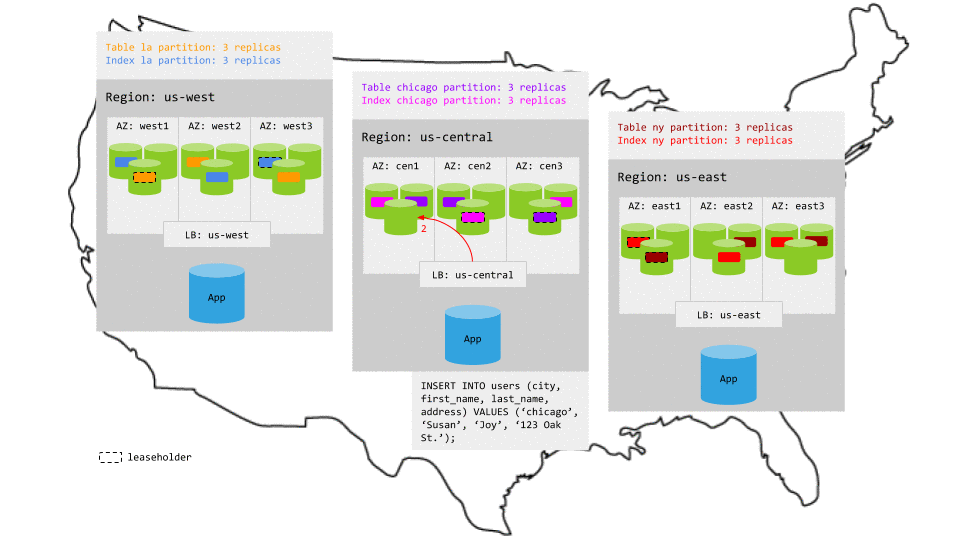 Table la partition: 3 replicas
Index la partition: 3 replicas
Region: us-west
AZ: west1
AZ: west2
AZ: west3
LB: us-west
App
Table chicago partition: 3 replicas
Index chicago partition: 3 replicas
Region: us-central
AZ: cen1
AZ: cen2
AZ: cen3
2
LB: us-central
App
INSERT INTO users (city,
first_name, last_name,
address) VALUES (‘chicago’,
‘Susan’, ‘Joy’, ‘123 Oak
St.’);
Table ny partition: 3 replicas
Index ny partition: 3 replicas
Region: us-east
AZ: east1
AZ: east2
AZ: east3
LB: us-east
App
leaseholder